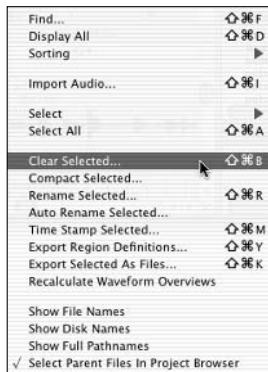 Find... ⇧⌘F
Display All ⇧⌘D
Sorting ▶
Import Audio... ⇧⌘I
Select ▶
Select All ⇧⌘A
Clear Selected... ⇧⌘B
Compact Selected...
Rename Selected... ⇧⌘R
Auto Rename Selected...
Time Stamp Selected... ⇧⌘M
Export Region Definitions... ⇧⌘Y
Export Selected As Files... ⇧⌘K
Recalculate Waveform Overviews
Show File Names
Show Disk Names
Show Full Pathnames
✓ Select Parent Files In Project Browser